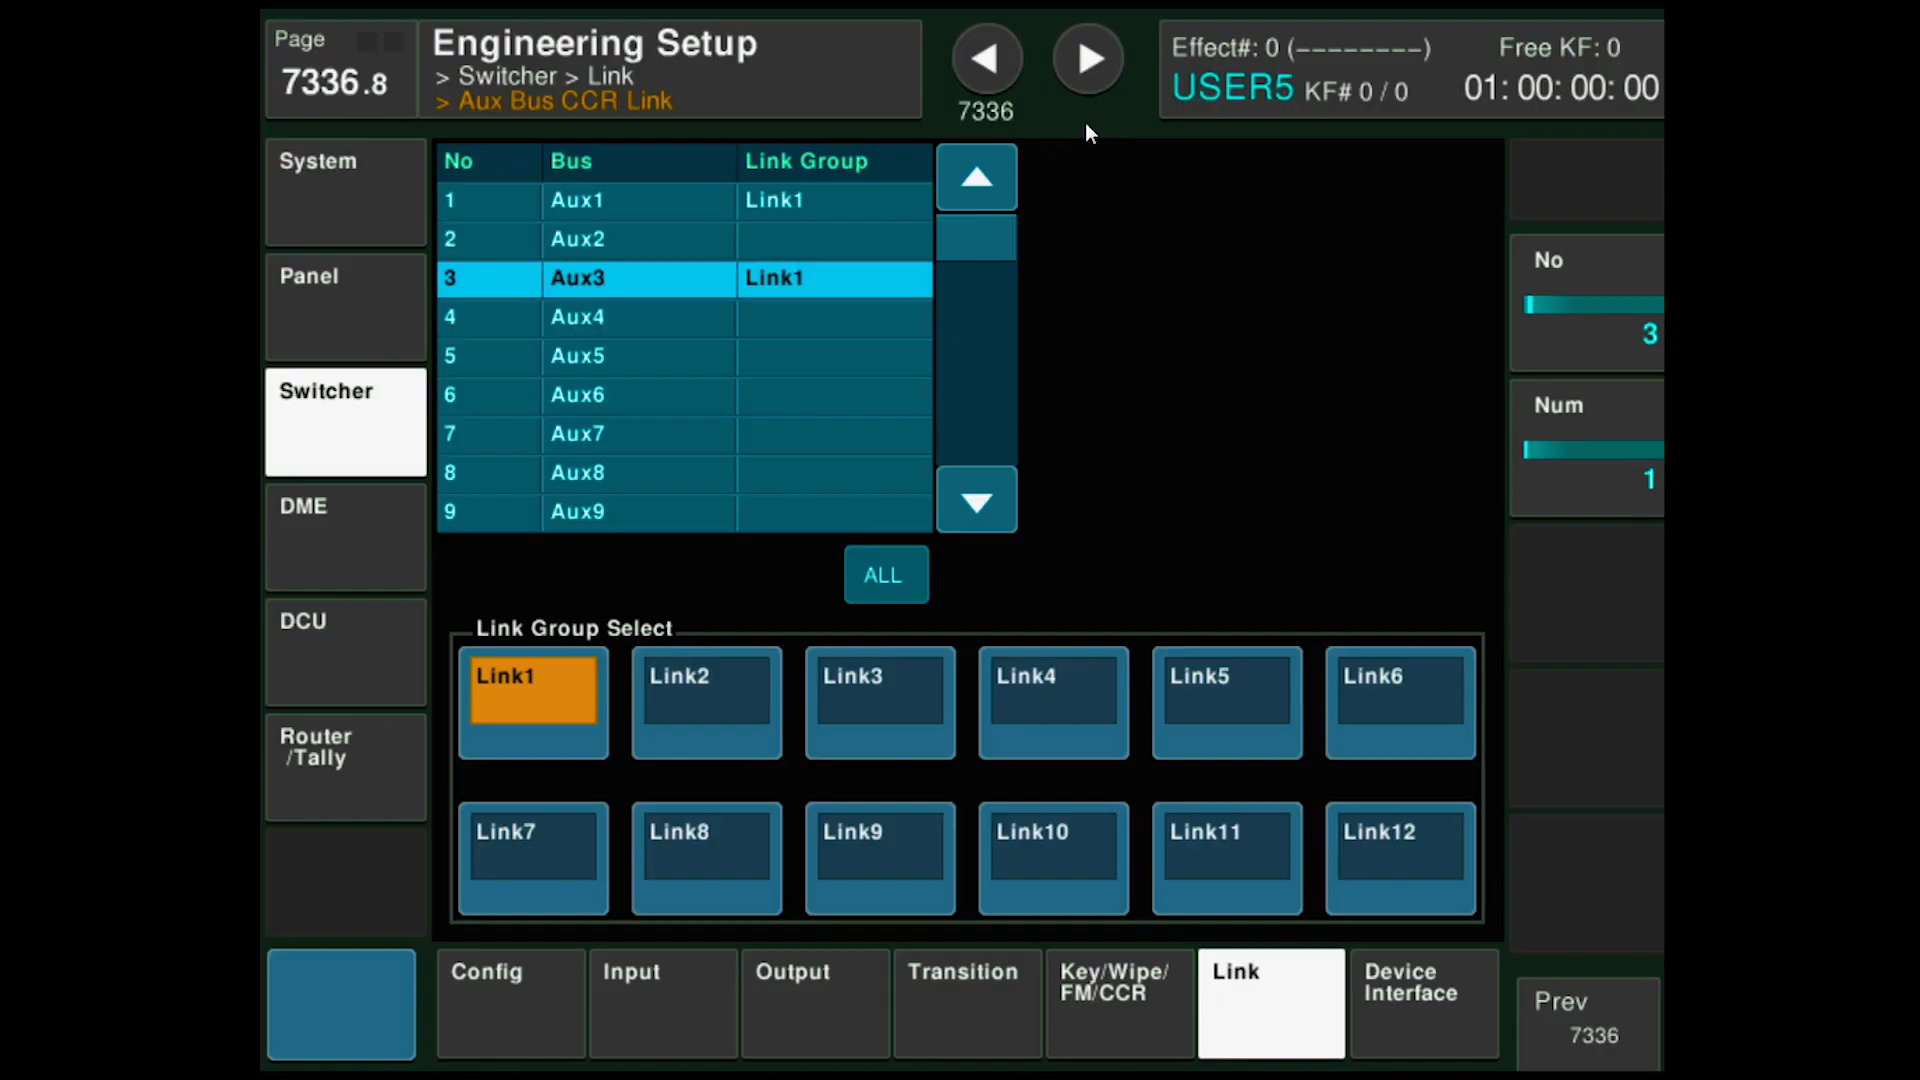 Page
7336.8
Engineering Setup
> Switcher > Link
> Aux Bus CCR Link
7336
Effect#: 0 (--------)
Free KF: 0
USER5 KF# 0 / 0
01: 00: 00: 00
System
Panel
Switcher
DME
DCU
Router
/Tally
No Bus Link Group
1 Aux1 Link1
2 Aux2
3 Aux3 Link1
4 Aux4
5 Aux5
6 Aux6
7 Aux7
8 Aux8
9 Aux9
ALL
Link Group Select
Link1 Link2 Link3 Link4 Link5 Link6
Link7 Link8 Link9 Link10 Link11 Link12
No
3
Num
1
Config
Input
Output
Transition
Key/Wipe/
FM/CCR
Link
Device
Interface
Prev
7336